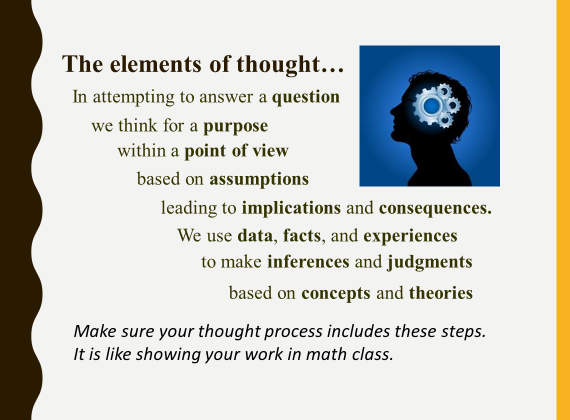 The elements of thought…
In attempting to answer a question
we think for a purpose
within a point of view
based on assumptions
leading to implications and consequences.
We use data, facts, and experiences
to make inferences and judgments
based on concepts and theories
Make sure your thought process includes these steps.
It is like showing your work in math class.